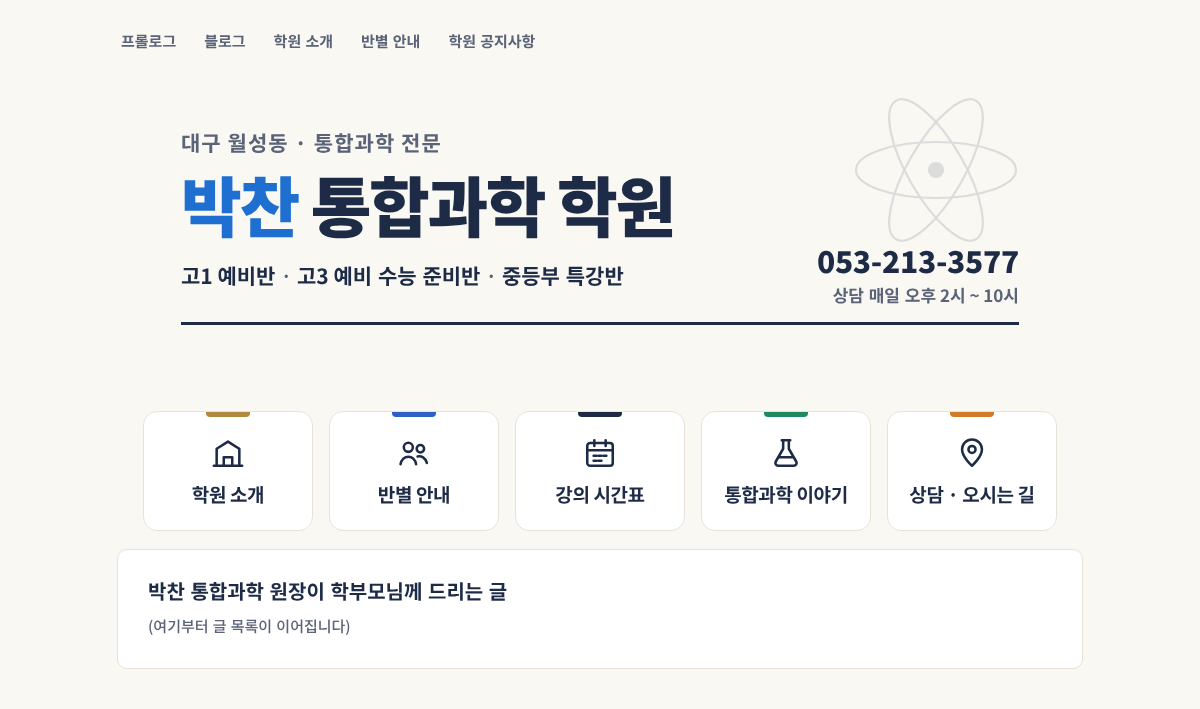 프롤로그 블로그 학원 소개 반별 안내 학원 공지사항
대구 월성동 · 통합과학 전문
박찬 통합과학 학원
고1 예비반 · 고3 예비 수능 준비반 · 중등부 특강반
053-213-3577
상담 매일 오후 2시 ~ 10시
학원 소개
반별 안내
강의 시간표
통합과학 이야기
상담 · 오시는 길
박찬 통합과학 원장이 학부모님께 드리는 글
(여기부터 글 목록이 이어집니다)